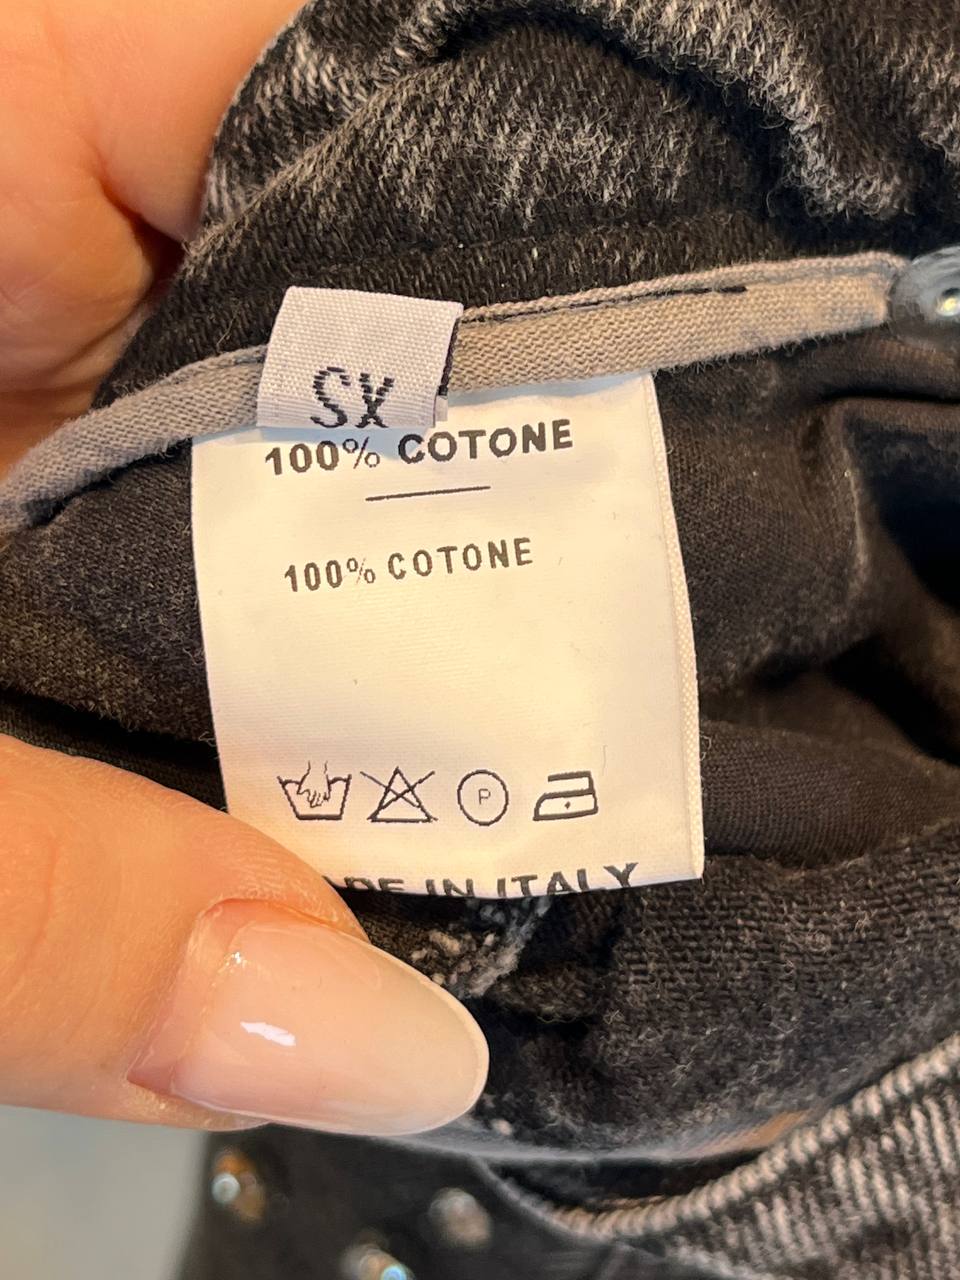 SX
100% COTONE
100% COTONE
P
IN ITALY